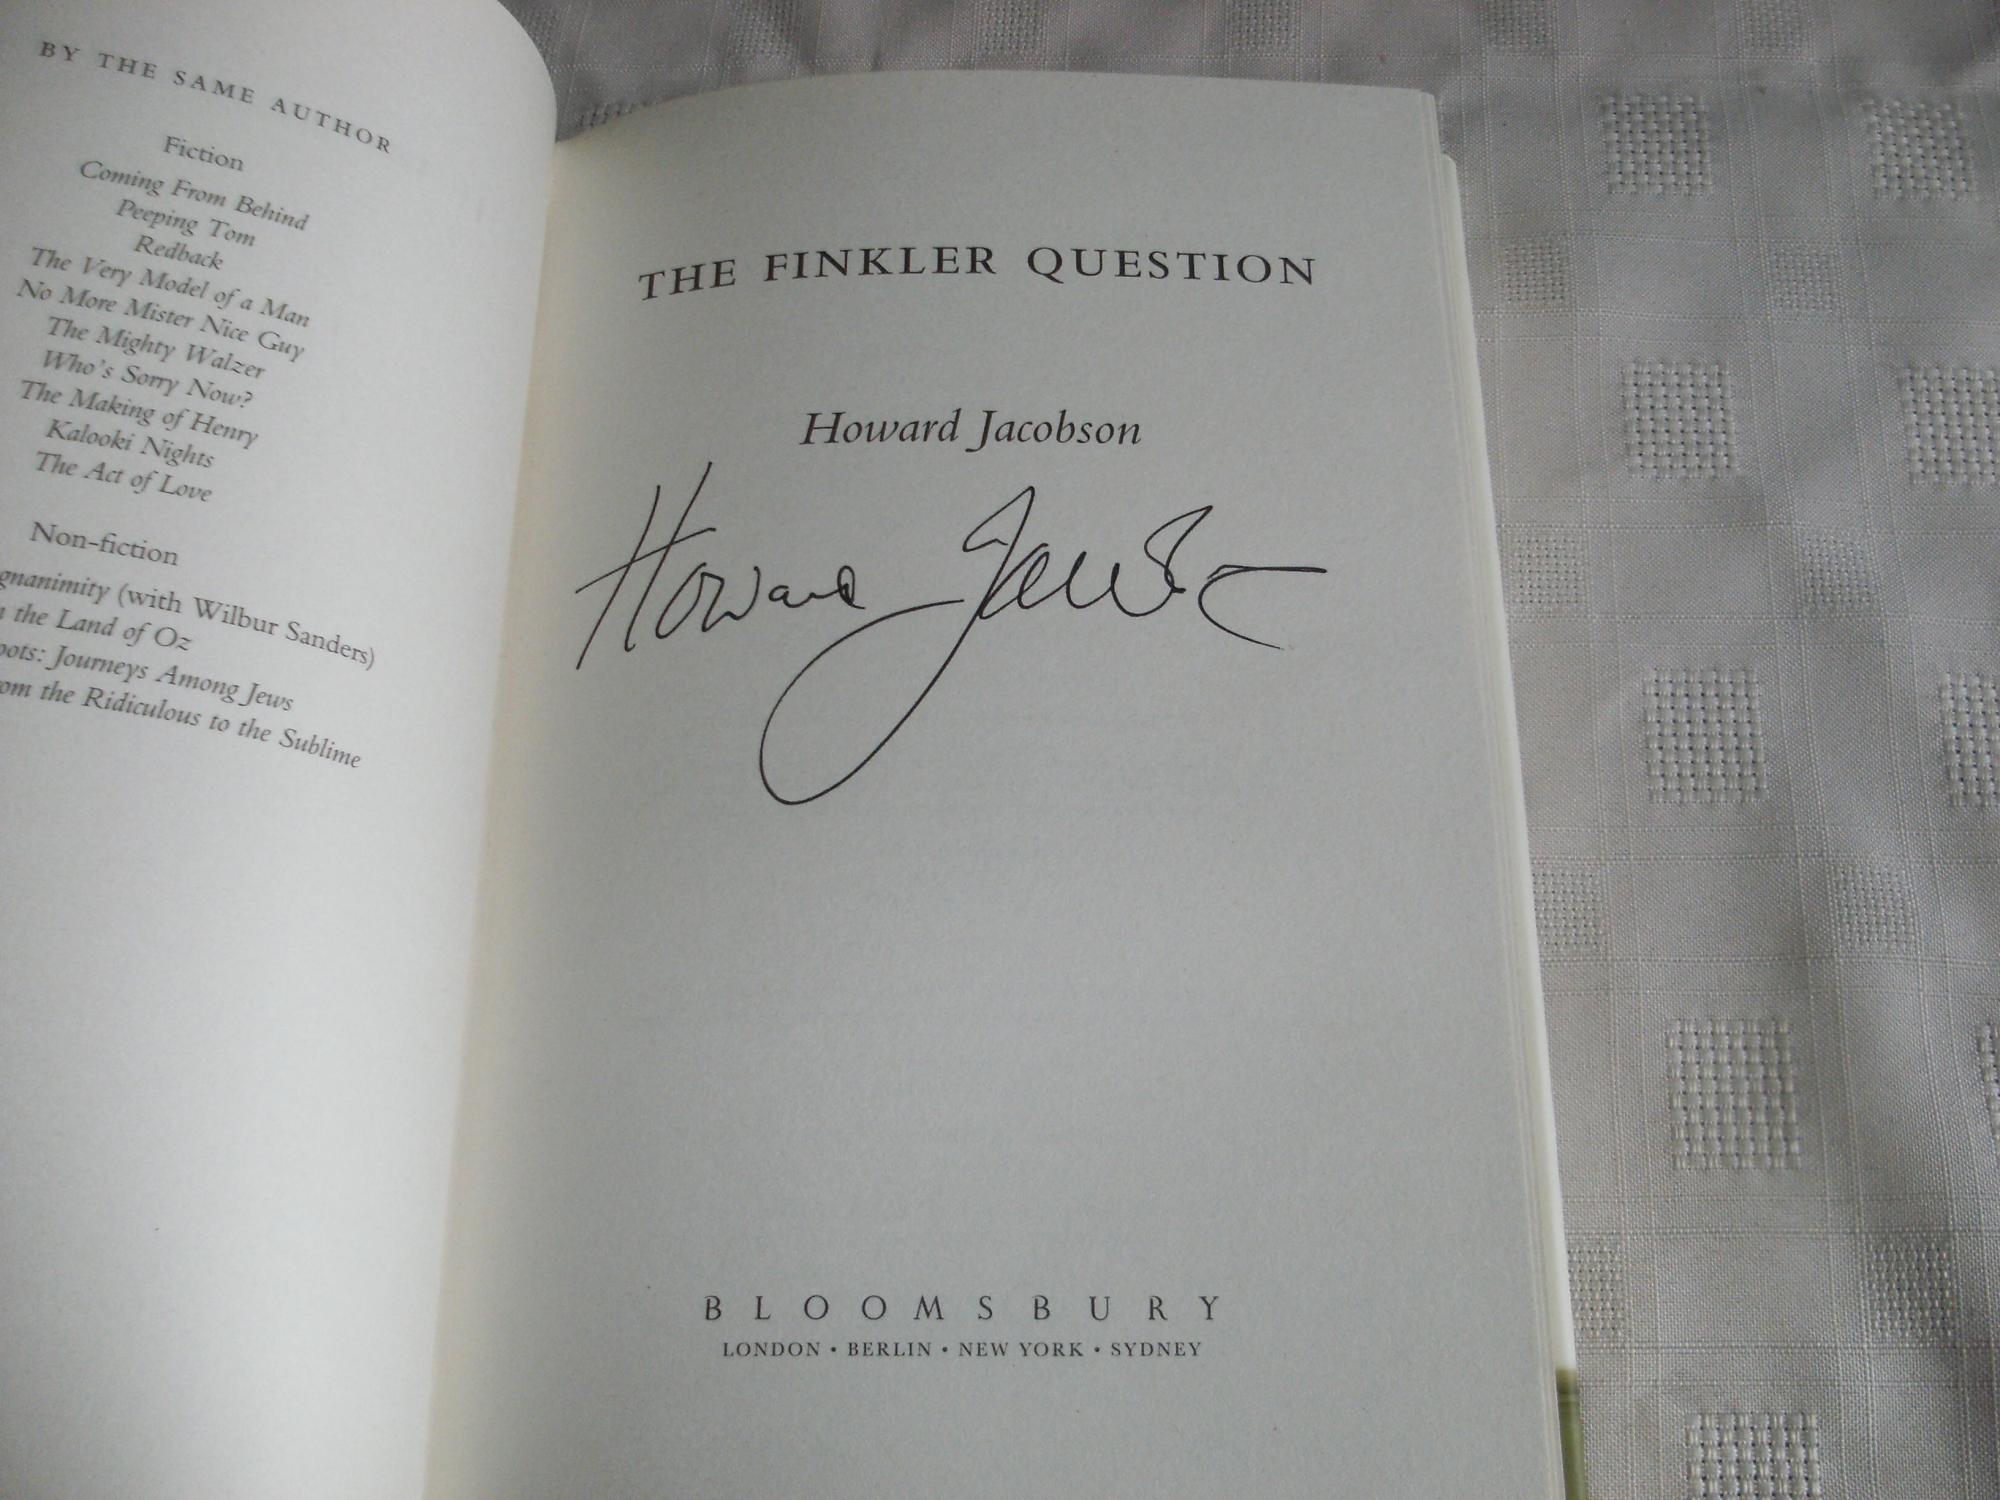 BY THE SAME AUTHOR
Fiction
Coming From Behind
Peeping Tom
Redback
The Very Model of a Man
No More Mister Nice Guy
The Mighty Walzer
Who's Sorry Now?
The Making of Henry
Kalooki Nights
The Act of Love
Non-fiction
(with Wilbur Sanders)
the Land of Oz
Journeys Among Jews
the Ridiculous to the Sublime
THE FINKLER QUESTION
Howard Jacobson
Howard Jacobson
BLOOMSBURY
LONDON • BERLIN • NEW YORK • SYDNEY